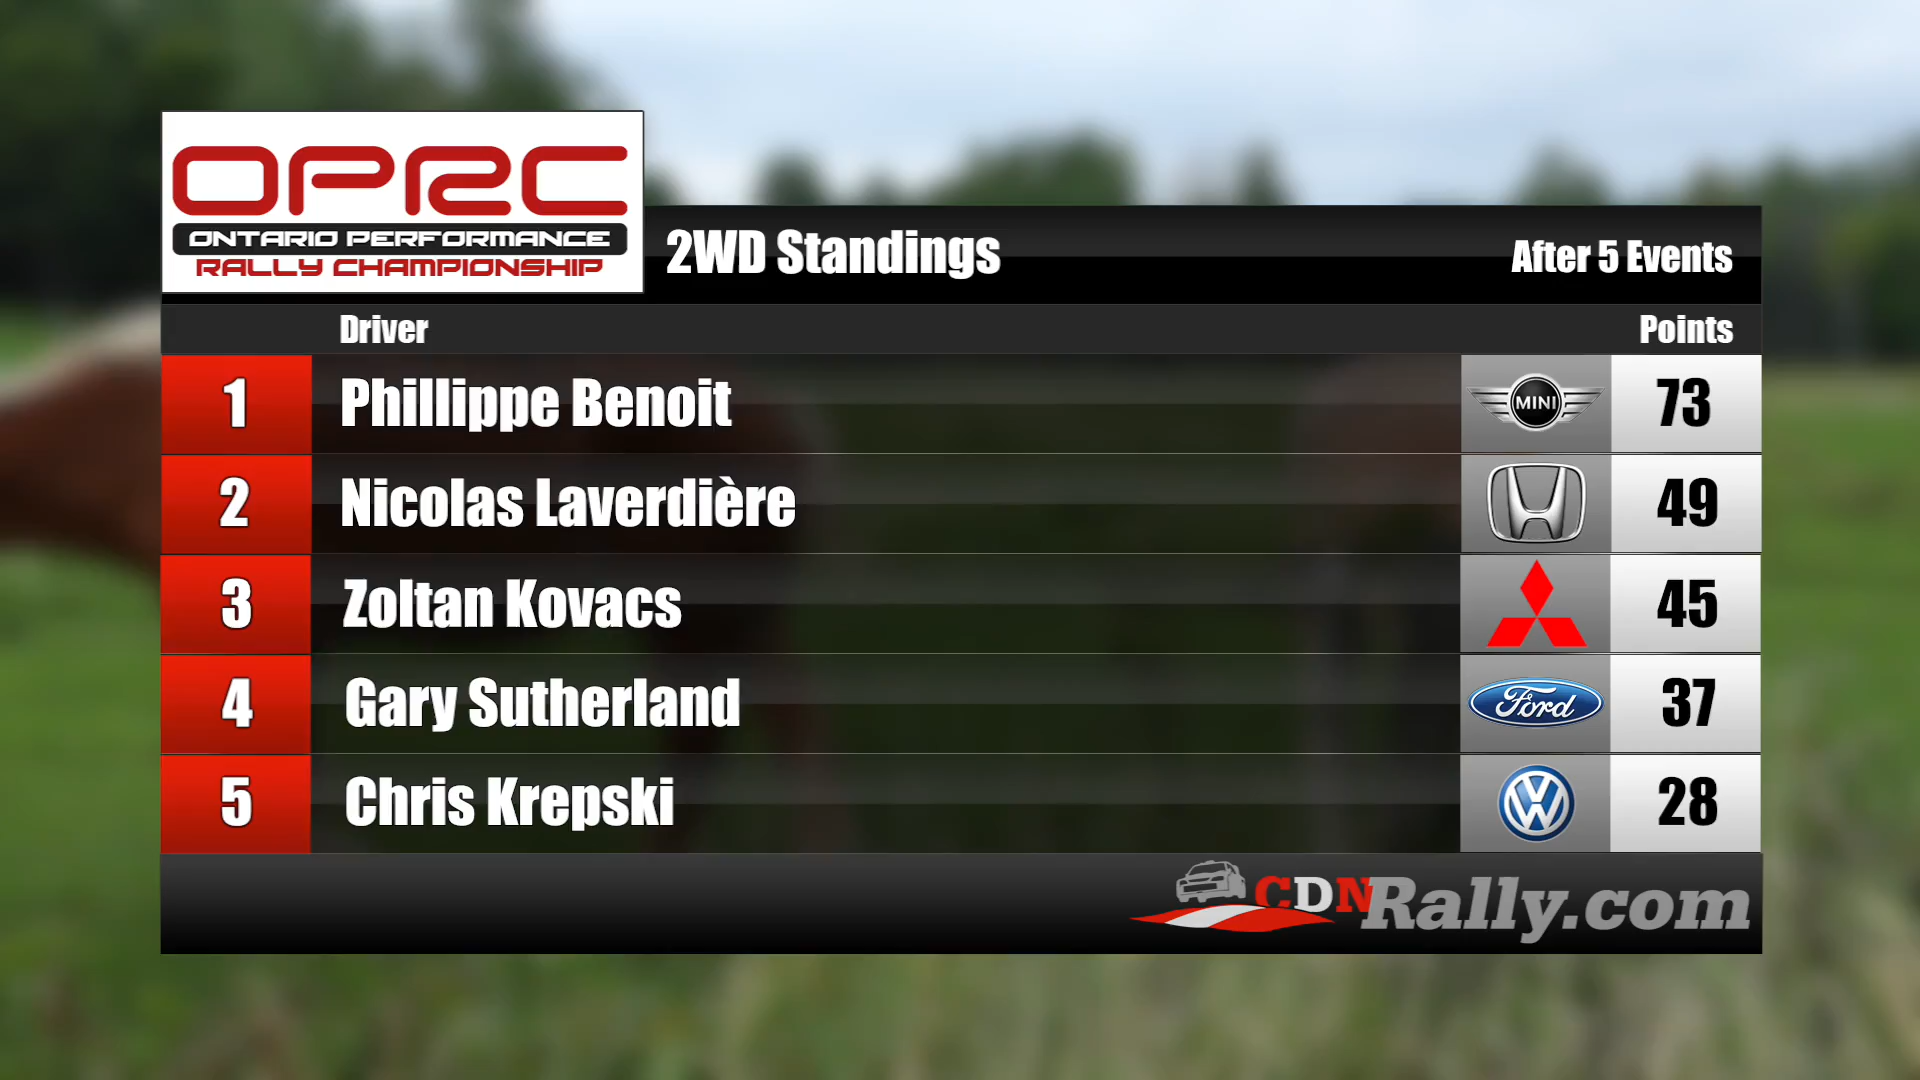 OPRC
ONTARIO PERFORMANCE
RALLY CHAMPIONSHIP
2WD Standings
After 5 Events
Driver Points
1 Phillippe Benoit MINI 73
2 Nicolas Laverdière 49
3 Zoltan Kovacs 45
4 Gary Sutherland Ford 37
5 Chris Krepski VW 28
CDNRally.com